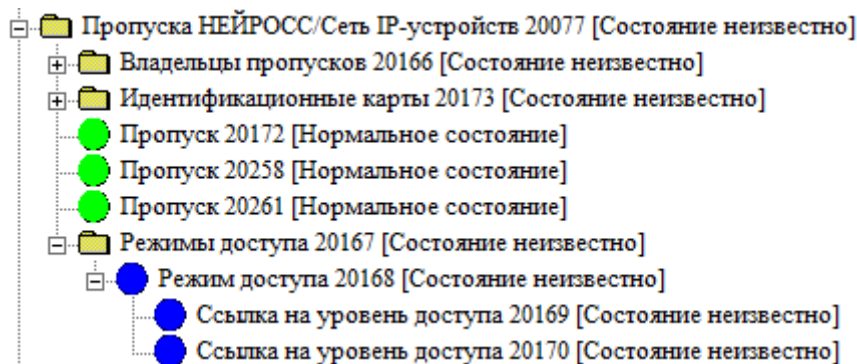 Пропуска НЕЙРОСС/Сеть IP-устройств 20077 [Состояние неизвестно]
Владельцы пропусков 20166 [Состояние неизвестно]
Идентификационные карты 20173 [Состояние неизвестно]
Пропуск 20172 [Нормальное состояние]
Пропуск 20258 [Нормальное состояние]
Пропуск 20261 [Нормальное состояние]
Режимы доступа 20167 [Состояние неизвестно]
Режим доступа 20168 [Состояние неизвестно]
Ссылка на уровень доступа 20169 [Состояние неизвестно]
Ссылка на уровень доступа 20170 [Состояние неизвестно]